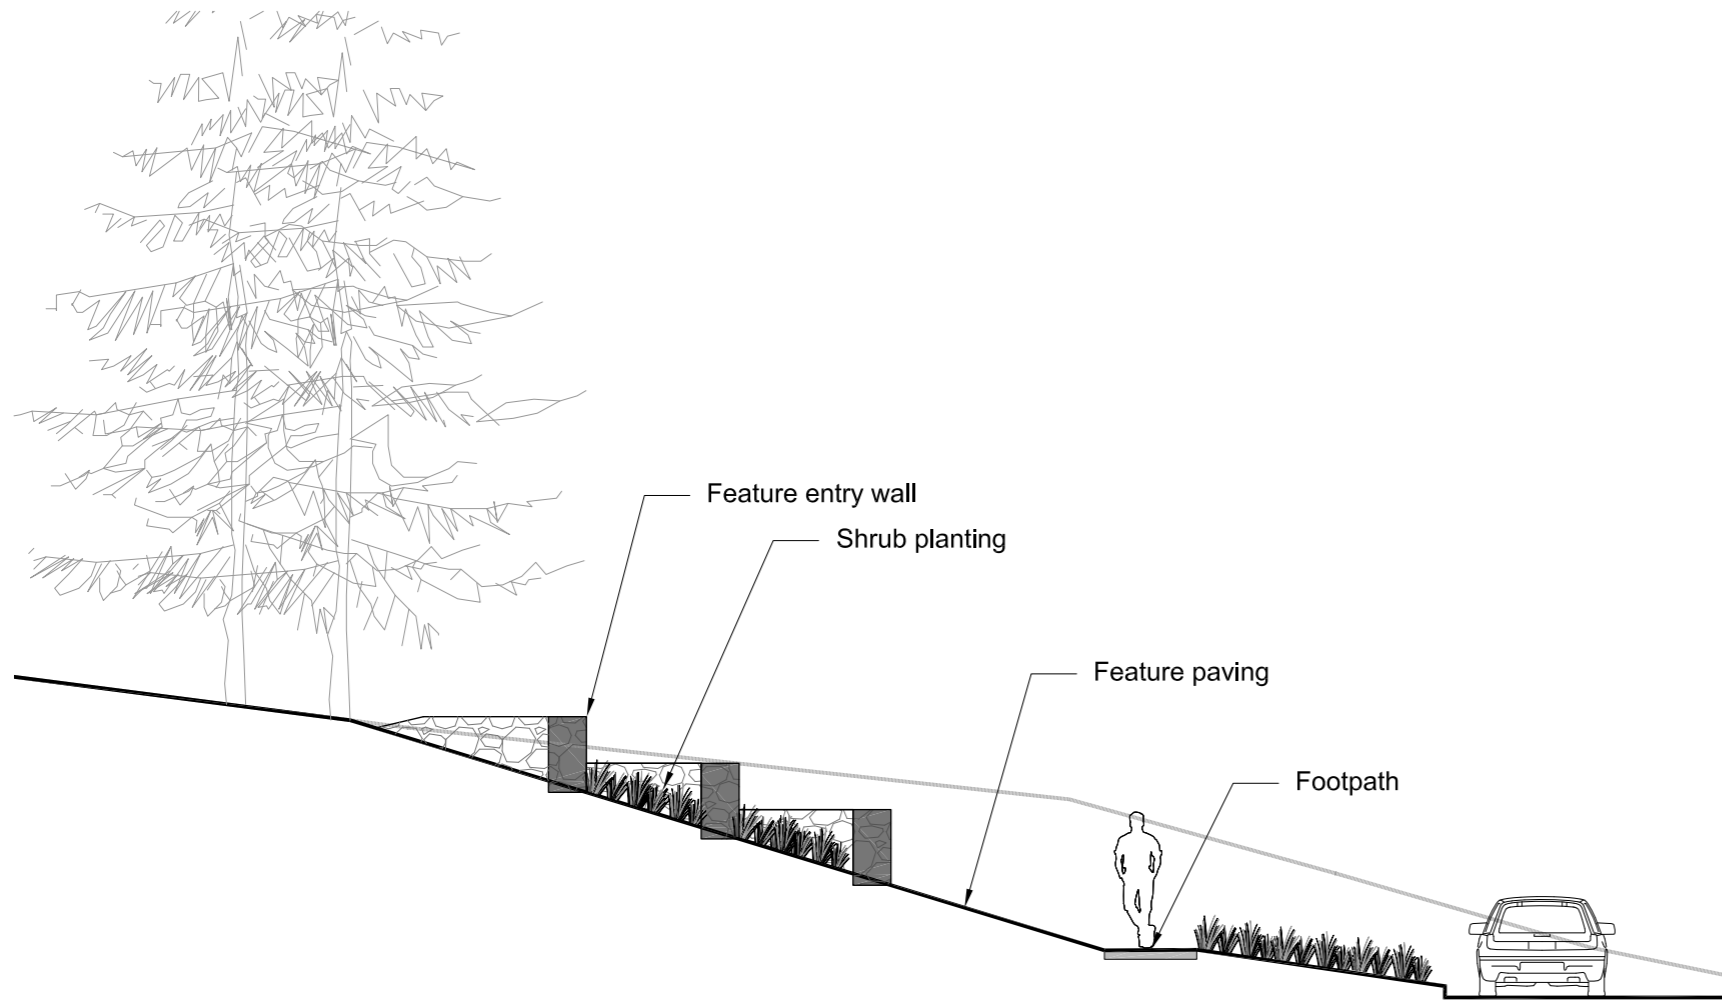 Feature entry wall
Shrub planting
Feature paving
Footpath